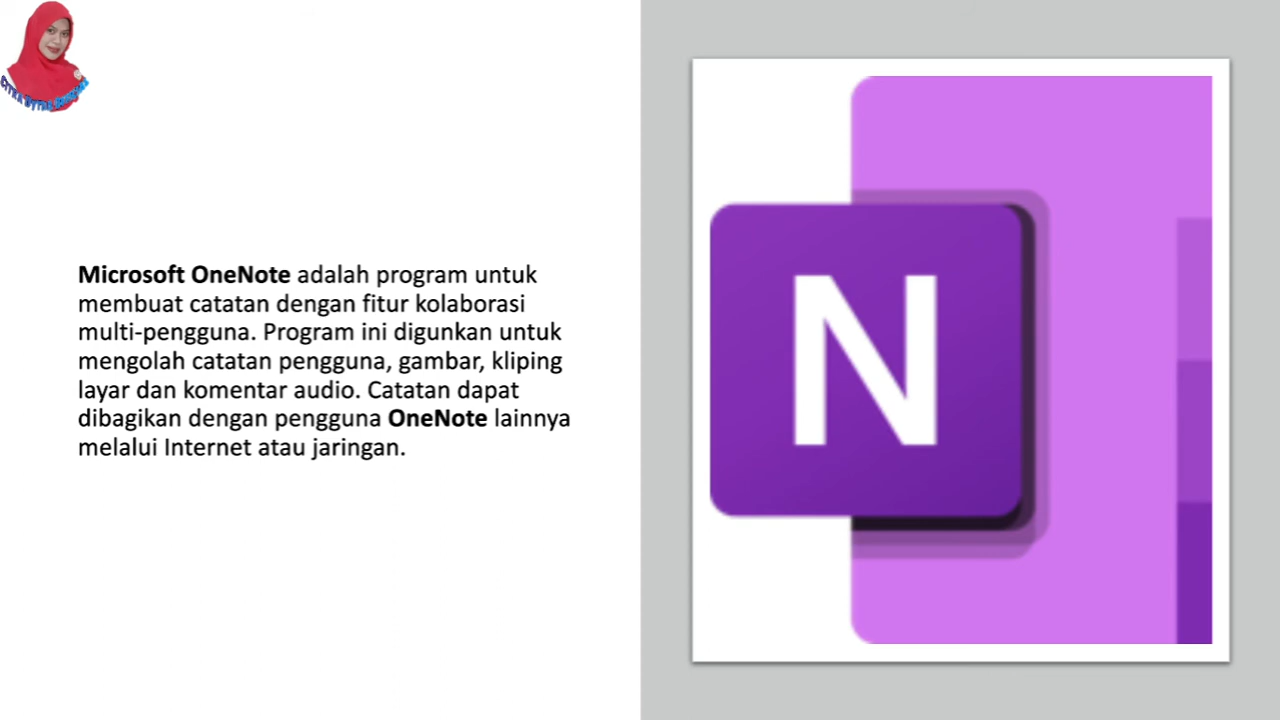 Microsoft OneNote adalah program untuk
membuat catatan dengan fitur kolaborasi
multi-pengguna. Program ini digunkan untuk
mengolah catatan pengguna, gambar, kliping
layar dan komentar audio. Catatan dapat
dibagikan dengan pengguna OneNote lainnya
melalui Internet atau jaringan.
N